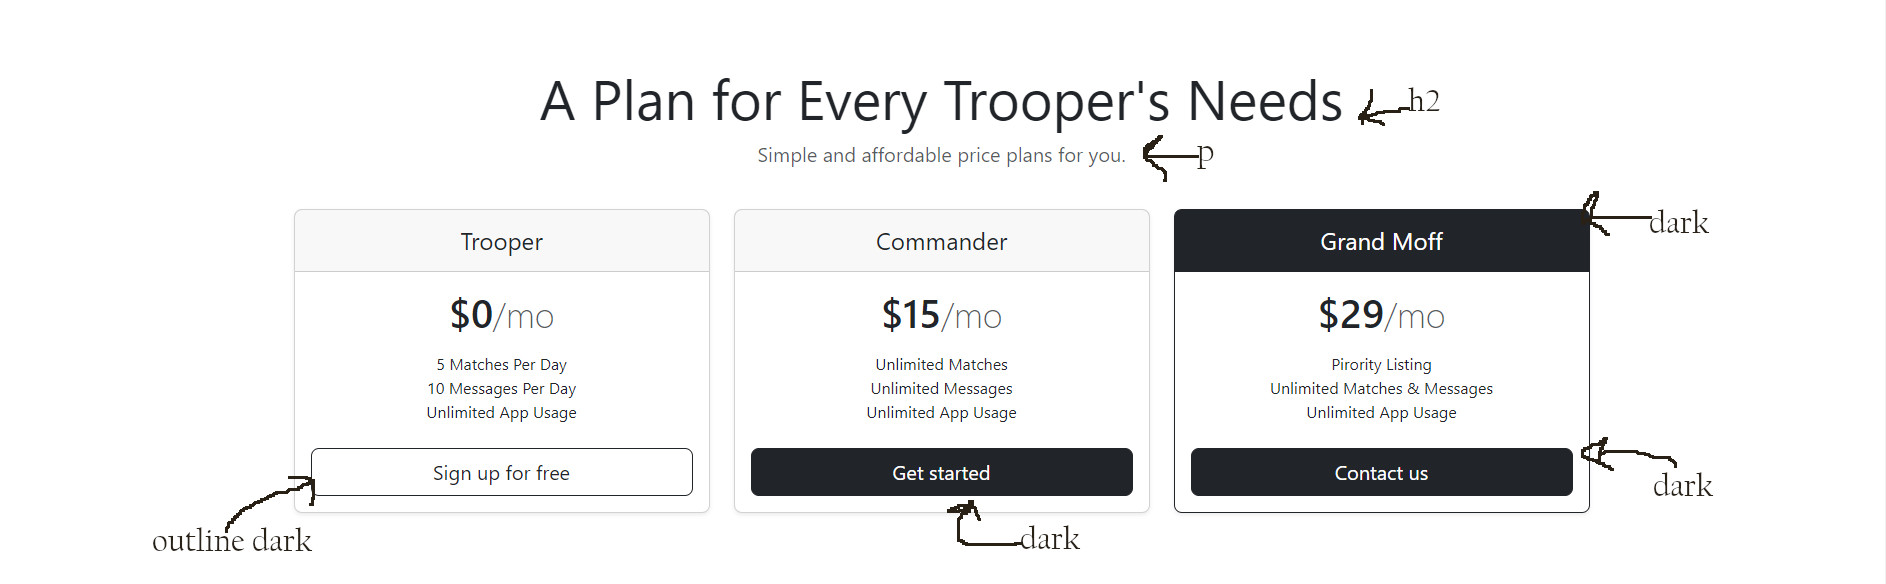 A Plan for Every Trooper's Needs
h2
Simple and affordable price plans for you.
p
Trooper
Commander
Grand Moff
dark
$0/mo
$15/mo
$29/mo
5 Matches Per Day
10 Messages Per Day
Unlimited App Usage
Unlimited Matches
Unlimited Messages
Unlimited App Usage
Pirority Listing
Unlimited Matches & Messages
Unlimited App Usage
Sign up for free
Get started
Contact us
dark
outline dark
dark